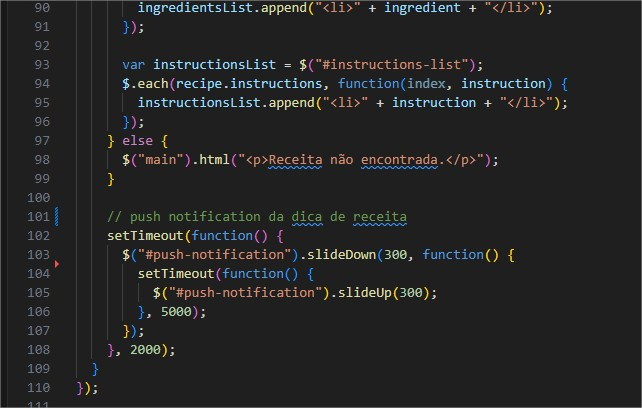 90 ingredientsList.append("<li>" + ingredient + "</li>");
91 });
92
93 var instructionsList = $("#instructions-list");
94 $.each(recipe.instructions, function(index, instruction) {
95 instructionsList.append("<li>" + instruction + "</li>");
96 });
97 } else {
98 $("main").html("<p>Receita não encontrada.</p>");
99 }
100
101 // push notification da dica de receita
102 setTimeout(function() {
103 $("#push-notification").slideDown(300, function() {
104 setTimeout(function() {
105 $("#push-notification").slideUp(300);
106 }, 5000);
107 });
108 }, 2000);
109 }
110 });
111